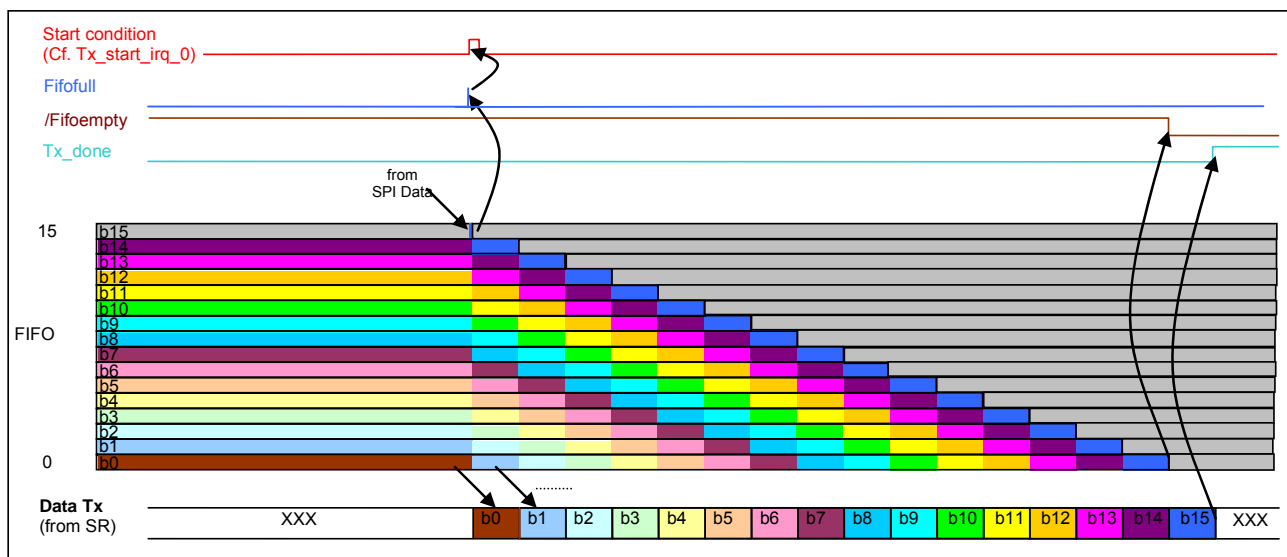 Start condition
(Cf. Tx_start_irq_0)
Fifofull
/Fifoempty
Tx_done
from
SPI Data
15
b15
b14
b13
b12
b11
b10
b9
FIFO
b8
b7
b6
b5
b4
b3
b2
b1
0
b0
..........
Data Tx
(from SR)
XXX b0 b1 b2 b3 b4 b5 b6 b7 b8 b9 b10 b11 b12 b13 b14 b15 XXX